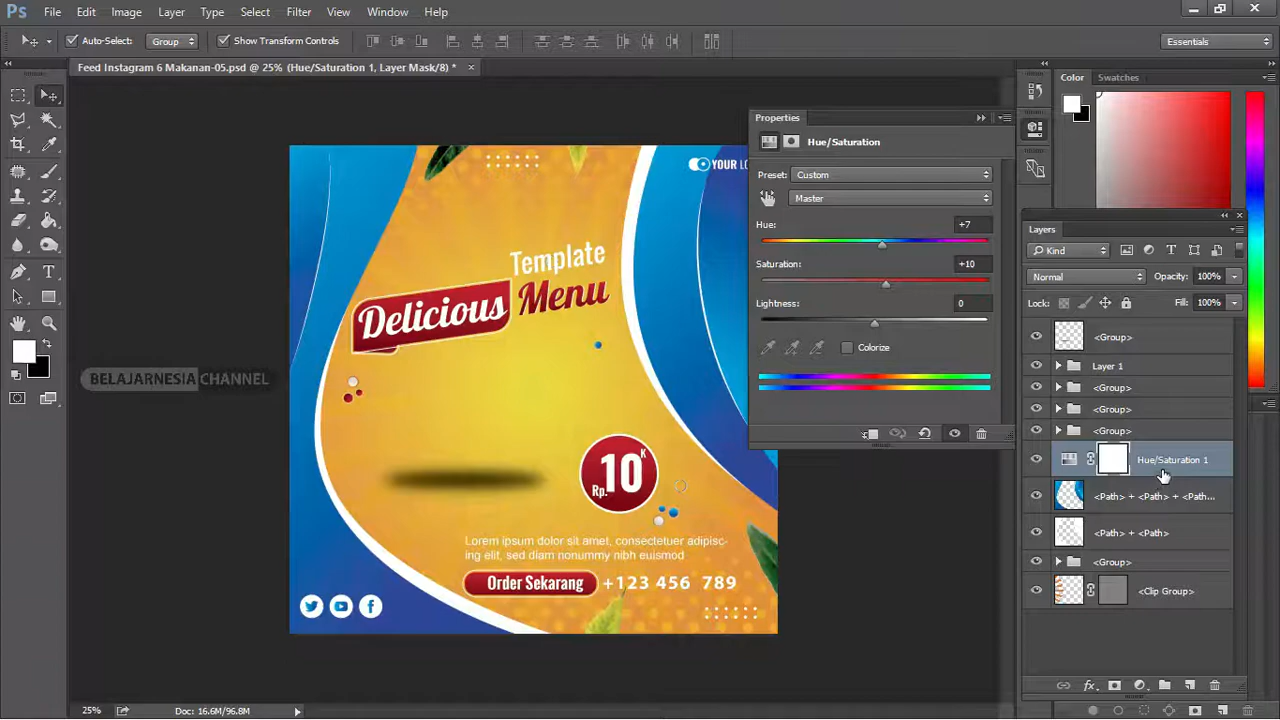 Ps File Edit Image Layer Type Select Filter View Window Help
Auto-Select: Group Show Transform Controls Essentials
Feed Instagram 6 Makanan-05.psd @ 25% (Hue/Saturation 1, Layer Mask/8) * ×
Color Swatches
Properties
Hue/Saturation
Preset: Custom
Master
Hue: +7
Saturation: +10
Lightness: 0
Colorize
YOUR LO
Template
Delicious Menu
BELAJARNESIA CHANNEL
Rp. 10 K
Lorem ipsum dolor sit amet, consectetuer adipisc-
ing elit, sed diam nonummy nibh euismod
Order Sekarang +123 456 789
Layers
Kind
Normal Opacity: 100%
Lock: Fill: 100%
<Group>
Layer 1
<Group>
<Group>
<Group>
Hue/Saturation 1
<Path> + <Path> + <Path...
<Path> + <Path>
<Group>
<Clip Group>
25% Doc: 16.6M/96.8M